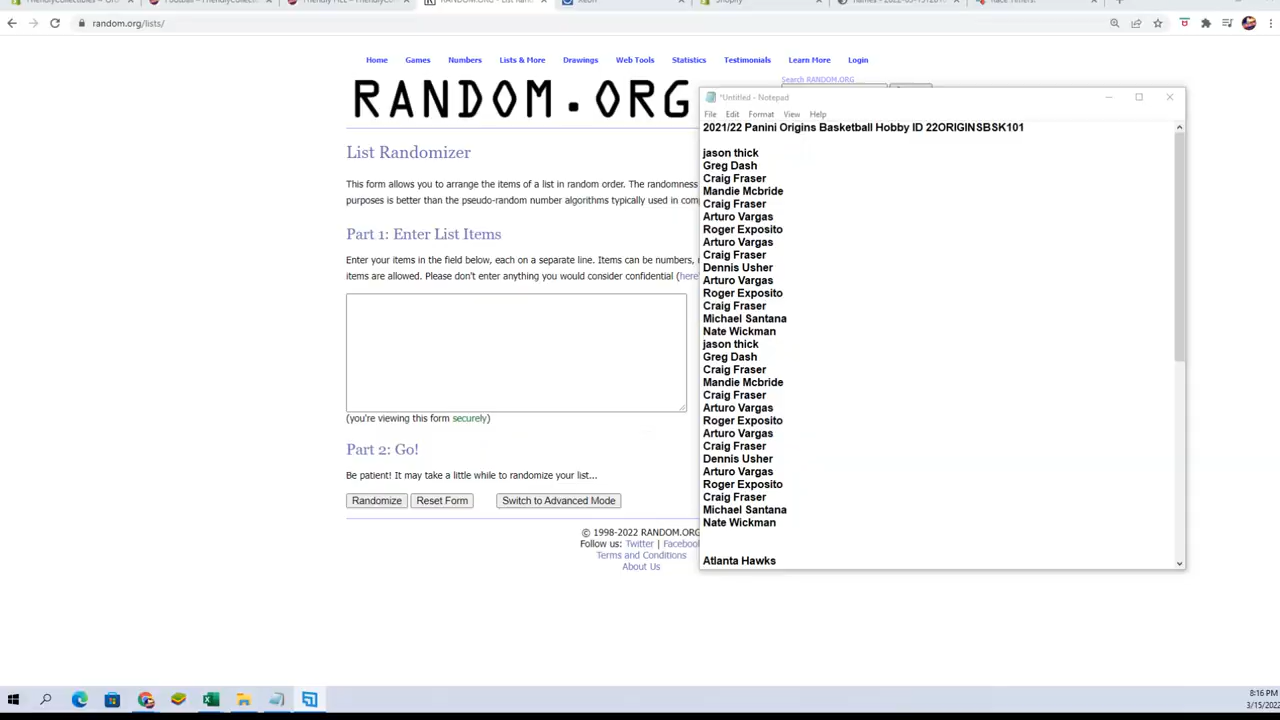 random.org/lists/
Home Games Numbers Lists & More Drawings Web Tools Statistics Testimonials Learn More Login
Search RANDOM.ORG
RANDOM.ORG
List Randomizer
This form allows you to arrange the items of a list in random order. The randomness
purposes is better than the pseudo-random number algorithms typically used in com
Part 1: Enter List Items
Enter your items in the field below, each on a separate line. Items can be numbers,
items are allowed. Please don't enter anything you would consider confidential (here'
(you're viewing this form securely)
Part 2: Go!
Be patient! It may take a little while to randomize your list...
Randomize Reset Form Switch to Advanced Mode
© 1998-2022 RANDOM.ORG
Follow us: Twitter | Facebook
Terms and Conditions
About Us
*Untitled - Notepad
File Edit Format View Help
2021/22 Panini Origins Basketball Hobby ID 22ORIGINSBSK101
jason thick
Greg Dash
Craig Fraser
Mandie Mcbride
Craig Fraser
Arturo Vargas
Roger Exposito
Arturo Vargas
Craig Fraser
Dennis Usher
Arturo Vargas
Roger Exposito
Craig Fraser
Michael Santana
Nate Wickman
jason thick
Greg Dash
Craig Fraser
Mandie Mcbride
Craig Fraser
Arturo Vargas
Roger Exposito
Arturo Vargas
Craig Fraser
Dennis Usher
Arturo Vargas
Roger Exposito
Craig Fraser
Michael Santana
Nate Wickman
Atlanta Hawks
8:16 PM
3/15/2022